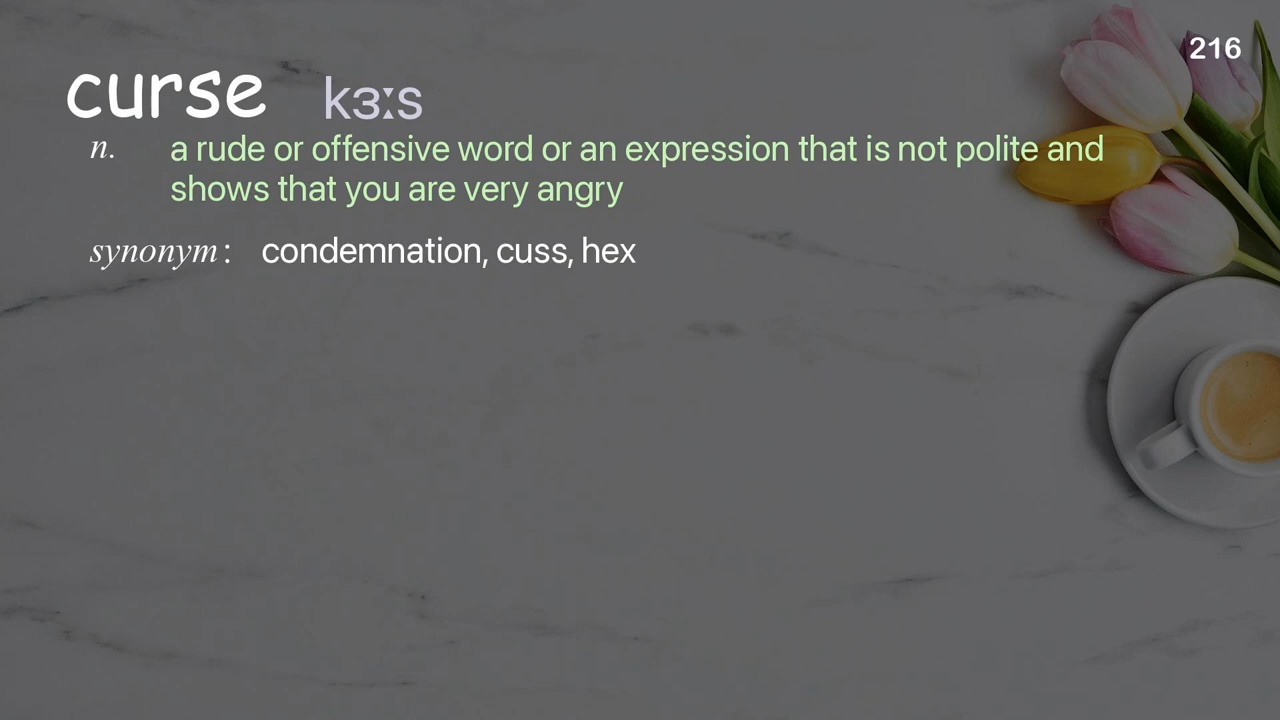 216
curse kɜːs
n. a rude or offensive word or an expression that is not polite and
shows that you are very angry
synonym: condemnation, cuss, hex